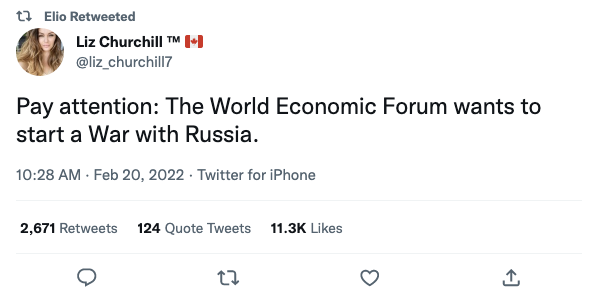 Elio Retweeted
Liz Churchill ™ 🇨🇦
@liz_churchill7
Pay attention: The World Economic Forum wants to
start a War with Russia.
10:28 AM · Feb 20, 2022 · Twitter for iPhone
2,671 Retweets 124 Quote Tweets 11.3K Likes